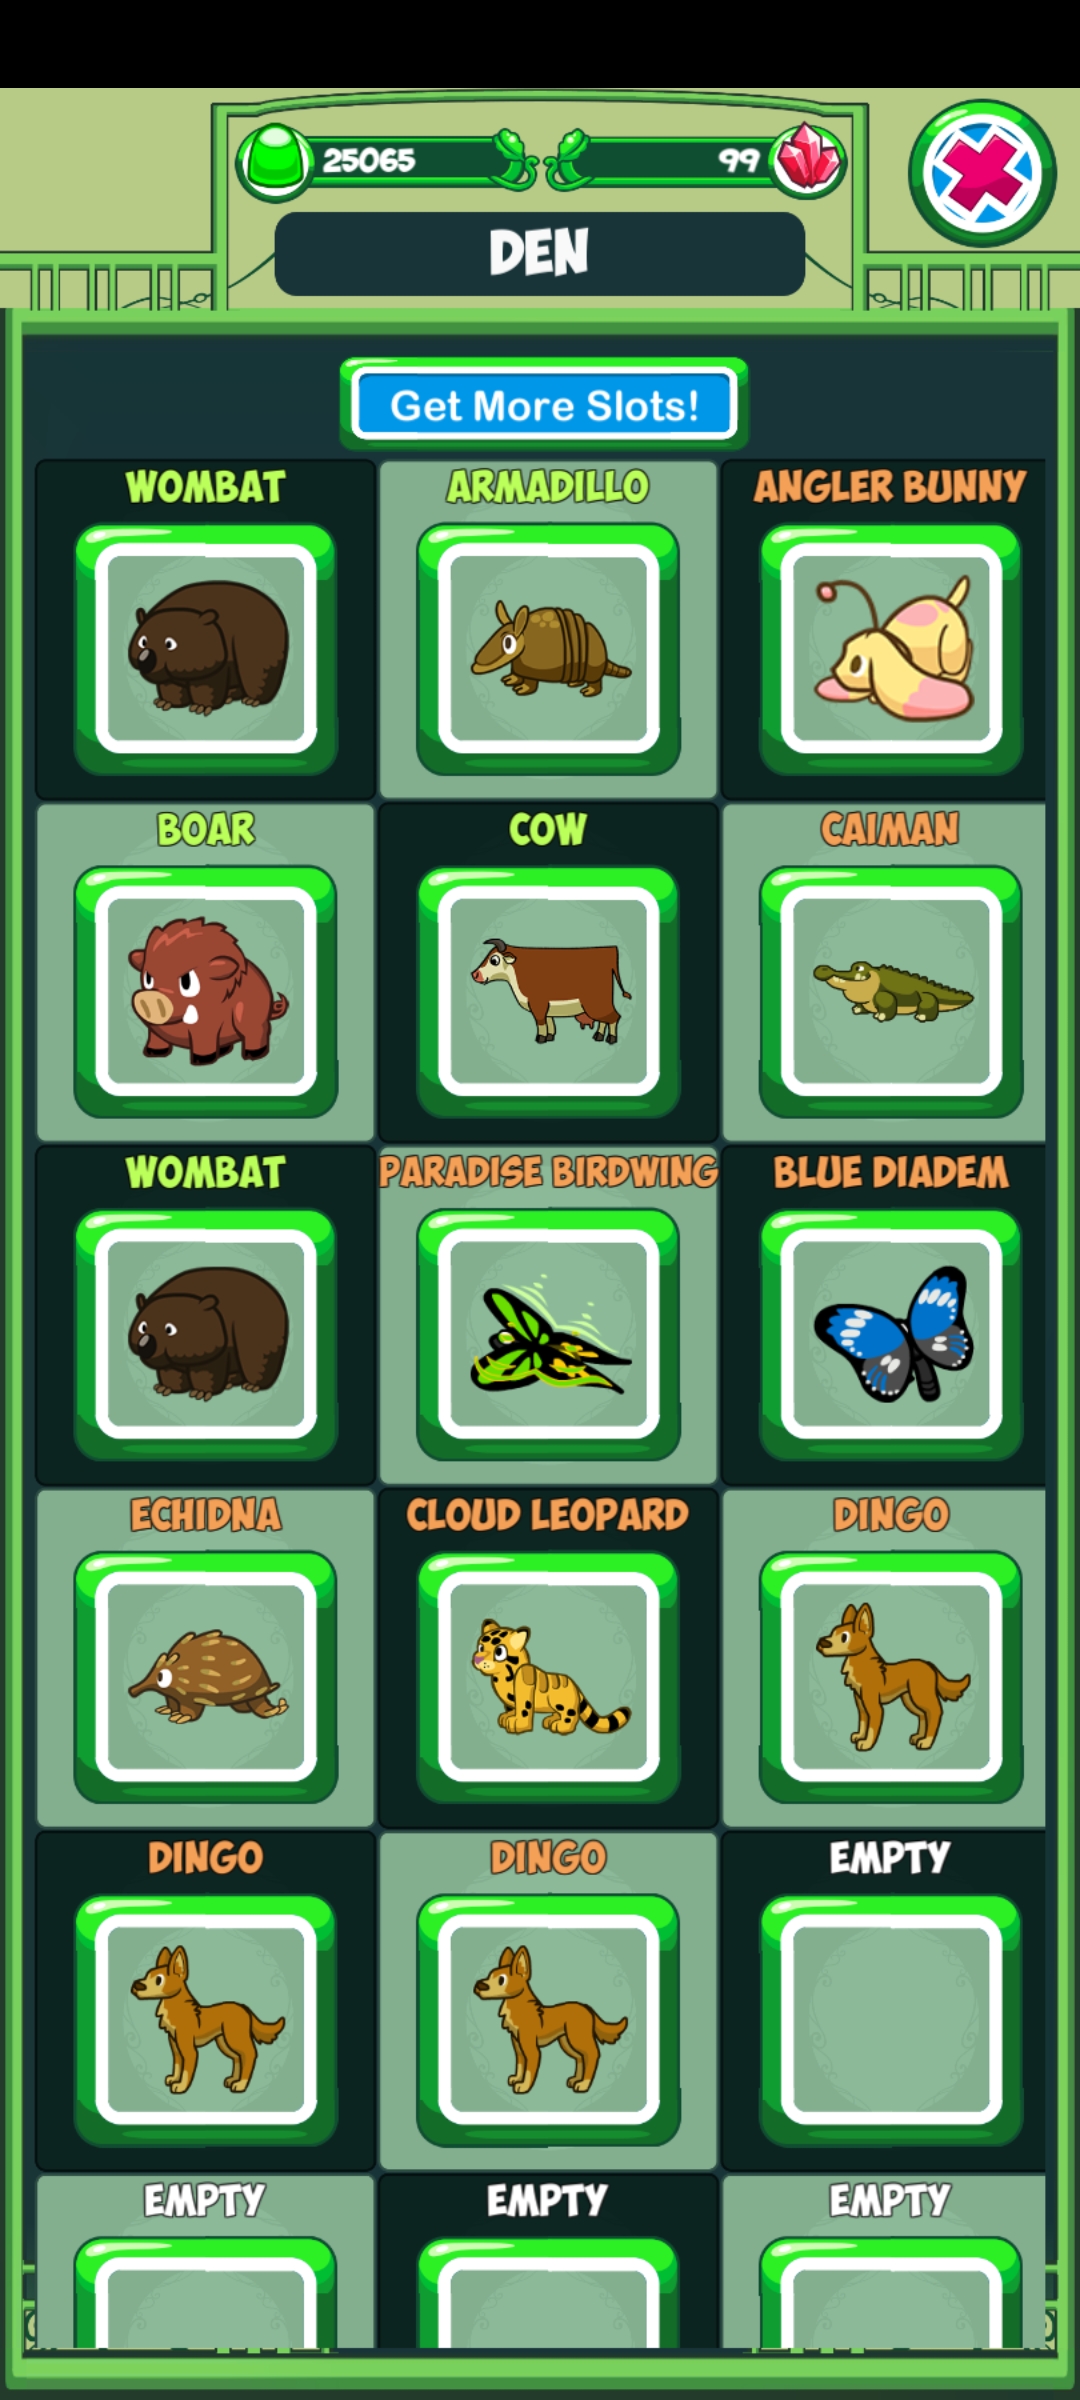 25065 99
DEN
Get More Slots!
WOMBAT ARMADILLO ANGLER BUNNY
BOAR COW CAIMAN
WOMBAT PARADISE BIRDWING BLUE DIADEM
ECHIDNA CLOUD LEOPARD DINGO
DINGO DINGO EMPTY
EMPTY EMPTY EMPTY